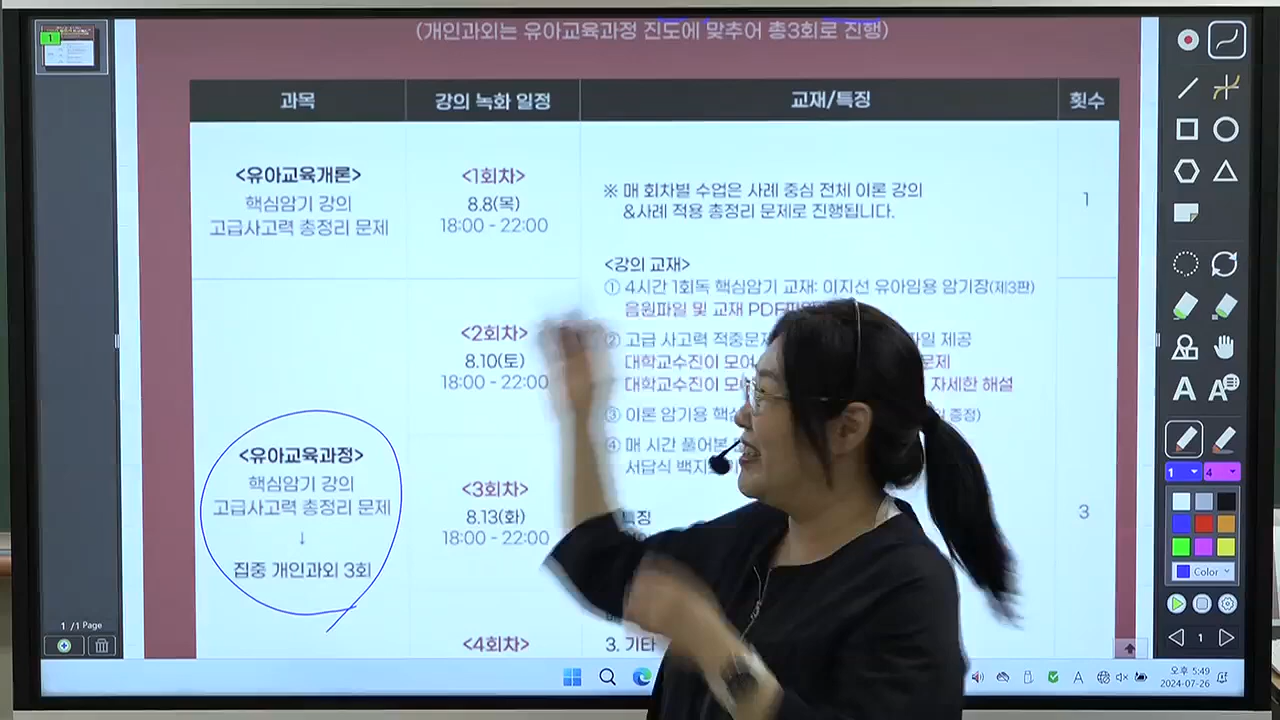 1
(개인과외는 유아교육과정 진도에 맞추어 총3회로 진행)
과목
강의 녹화 일정
교재/특징
횟수
<유아교육개론>
핵심암기 강의
고급사고력 총정리 문제
<1회차>
8.8(목)
18:00 - 22:00
※ 매 회차별 수업은 사례 중심 전체 이론 강의
&사례 적용 총정리 문제로 진행됩니다.
1
<강의 교재>
① 4시간 1회독 핵심암기 교재: 이지선 유아임용 암기장(제3판)
음원파일 및 교재 PDF
② 고급 사고력 적중문제 제공
대학교수진이 문제
대학교수진이 자세한 해설
③ 이론 암기용 증정)
④ 매 시간 풀어본
서답식
<2회차>
8.10(토)
18:00 - 22:00
<유아교육과정>
핵심암기 강의
고급사고력 총정리 문제
↓
집중 개인과외 3회
<3회차>
8.13(화)
18:00 - 22:00
특징
3
<4회차>
3. 기타
1 /1 Page
A
A
1
4
Color
1
A
오후 5:49
2024-07-26